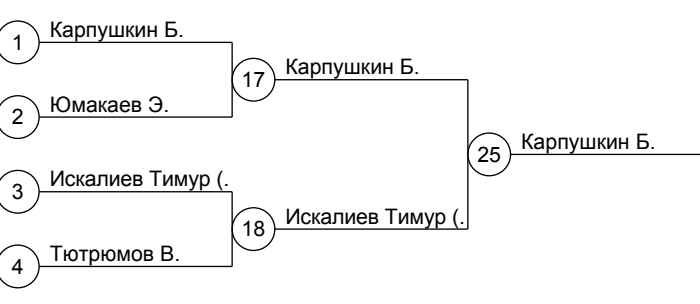 Карпушкин Б.
1
17
Карпушкин Б.
Юмакаев Э.
2
25
Карпушкин Б.
Искалиев Тимур (.
3
18
Искалиев Тимур (.
Тютрюмов В.
4